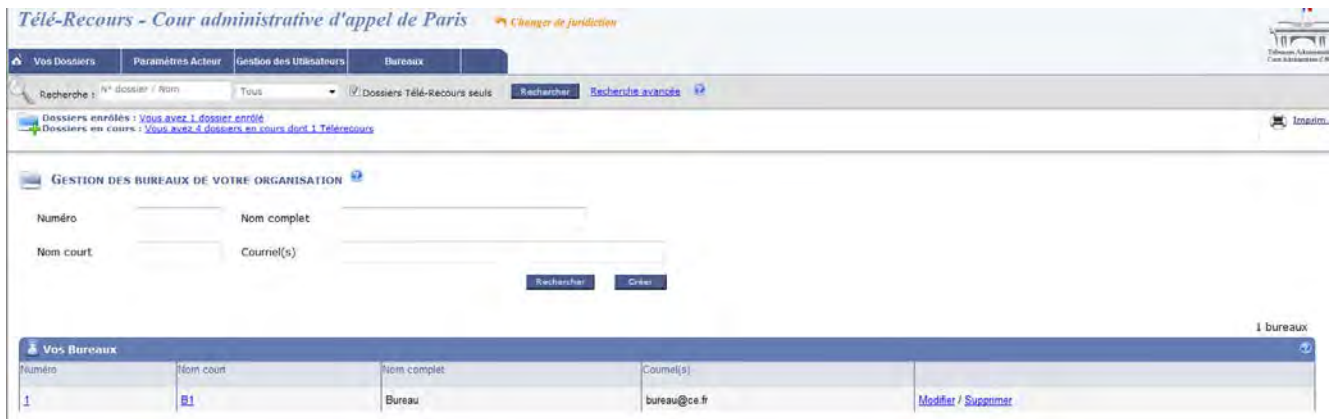 Télé-Recours - Cour administrative d'appel de Paris Changer de juridiction
Vos Dossiers Paramètres Acteur Gestion des Utilisateurs Bureaux
Recherche : N° dossier / Nom Tous Dossiers Télé-Recours seuls Rechercher Recherche avancée
Dossiers enrôlés : Vous avez 1 dossier enrôlé
Dossiers en cours : Vous avez 4 dossiers en cours dont 1 Télérecours
Imprim
GESTION DES BUREAUX DE VOTRE ORGANISATION
Numéro Nom complet
Nom court Courriel(s)
Rechercher Créer
1 bureaux
Vos Bureaux
Numéro Nom court Nom complet Courriel(s)
1 B1 Bureau bureau@ce.fr Modifier / Supprimer